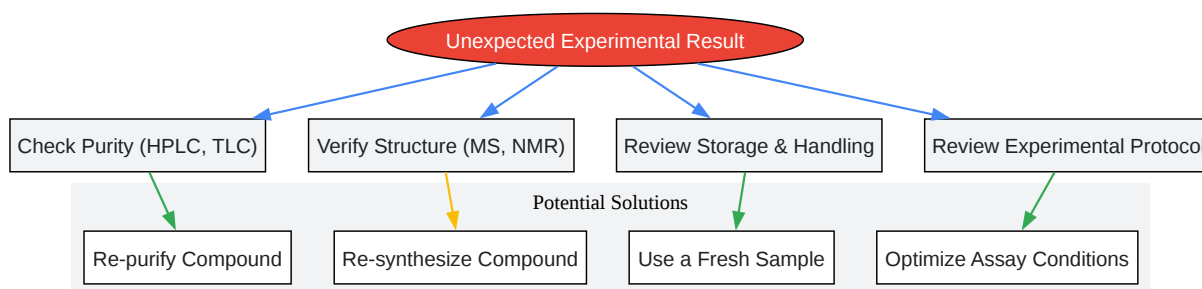 Unexpected Experimental Result
Check Purity (HPLC, TLC)
Verify Structure (MS, NMR)
Review Storage & Handling
Review Experimental Protocol
Potential Solutions
Re-purify Compound
Re-synthesize Compound
Use a Fresh Sample
Optimize Assay Conditions